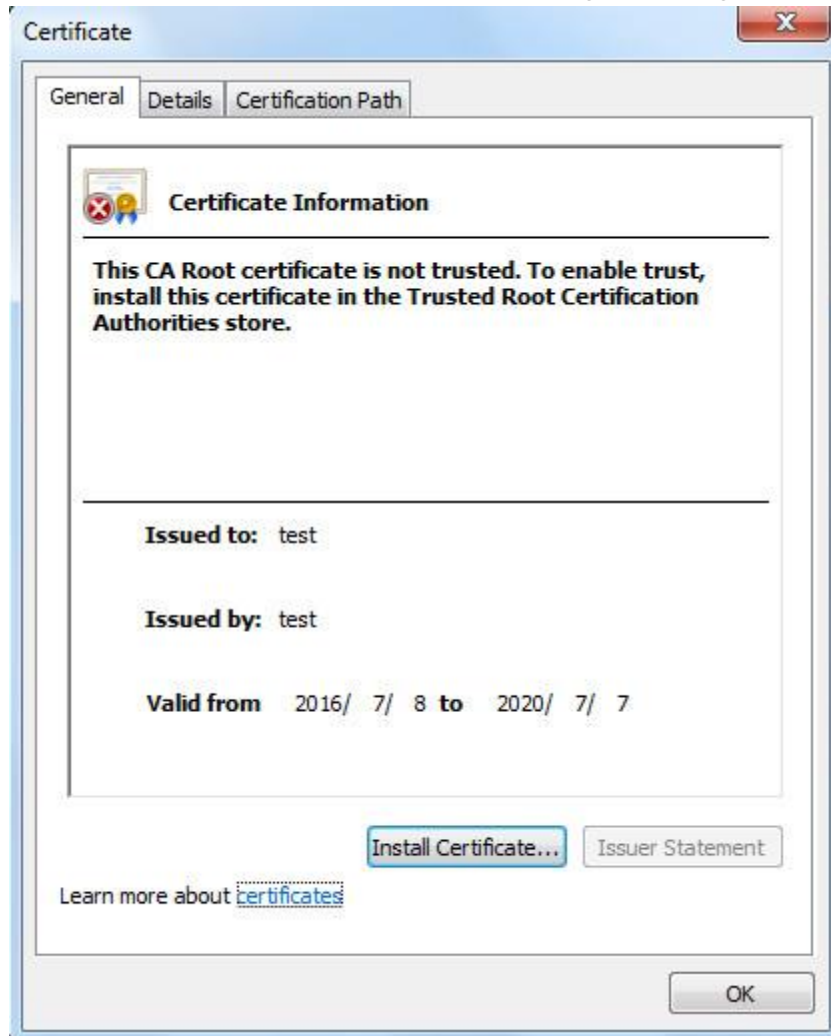 Certificate
General Details Certification Path
Certificate Information
This CA Root certificate is not trusted. To enable trust,
install this certificate in the Trusted Root Certification
Authorities store.
Issued to: test
Issued by: test
Valid from 2016/ 7/ 8 to 2020/ 7/ 7
Install Certificate... Issuer Statement
Learn more about certificates
OK